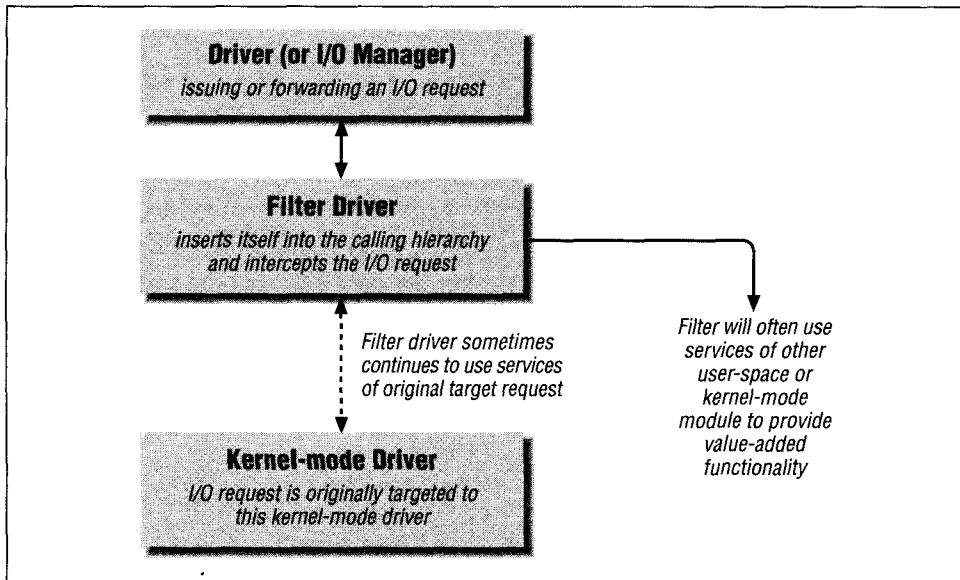 Driver (or I/O Manager)
issuing or forwarding an I/O request
Filter Driver
inserts itself into the calling hierarchy
and intercepts the I/O request
Filter driver sometimes
continues to use services
of original target request
Filter will often use
services of other
user-space or
kernel-mode
module to provide
value-added
functionality
Kernel-mode Driver
I/O request is originally targeted to
this kernel-mode driver